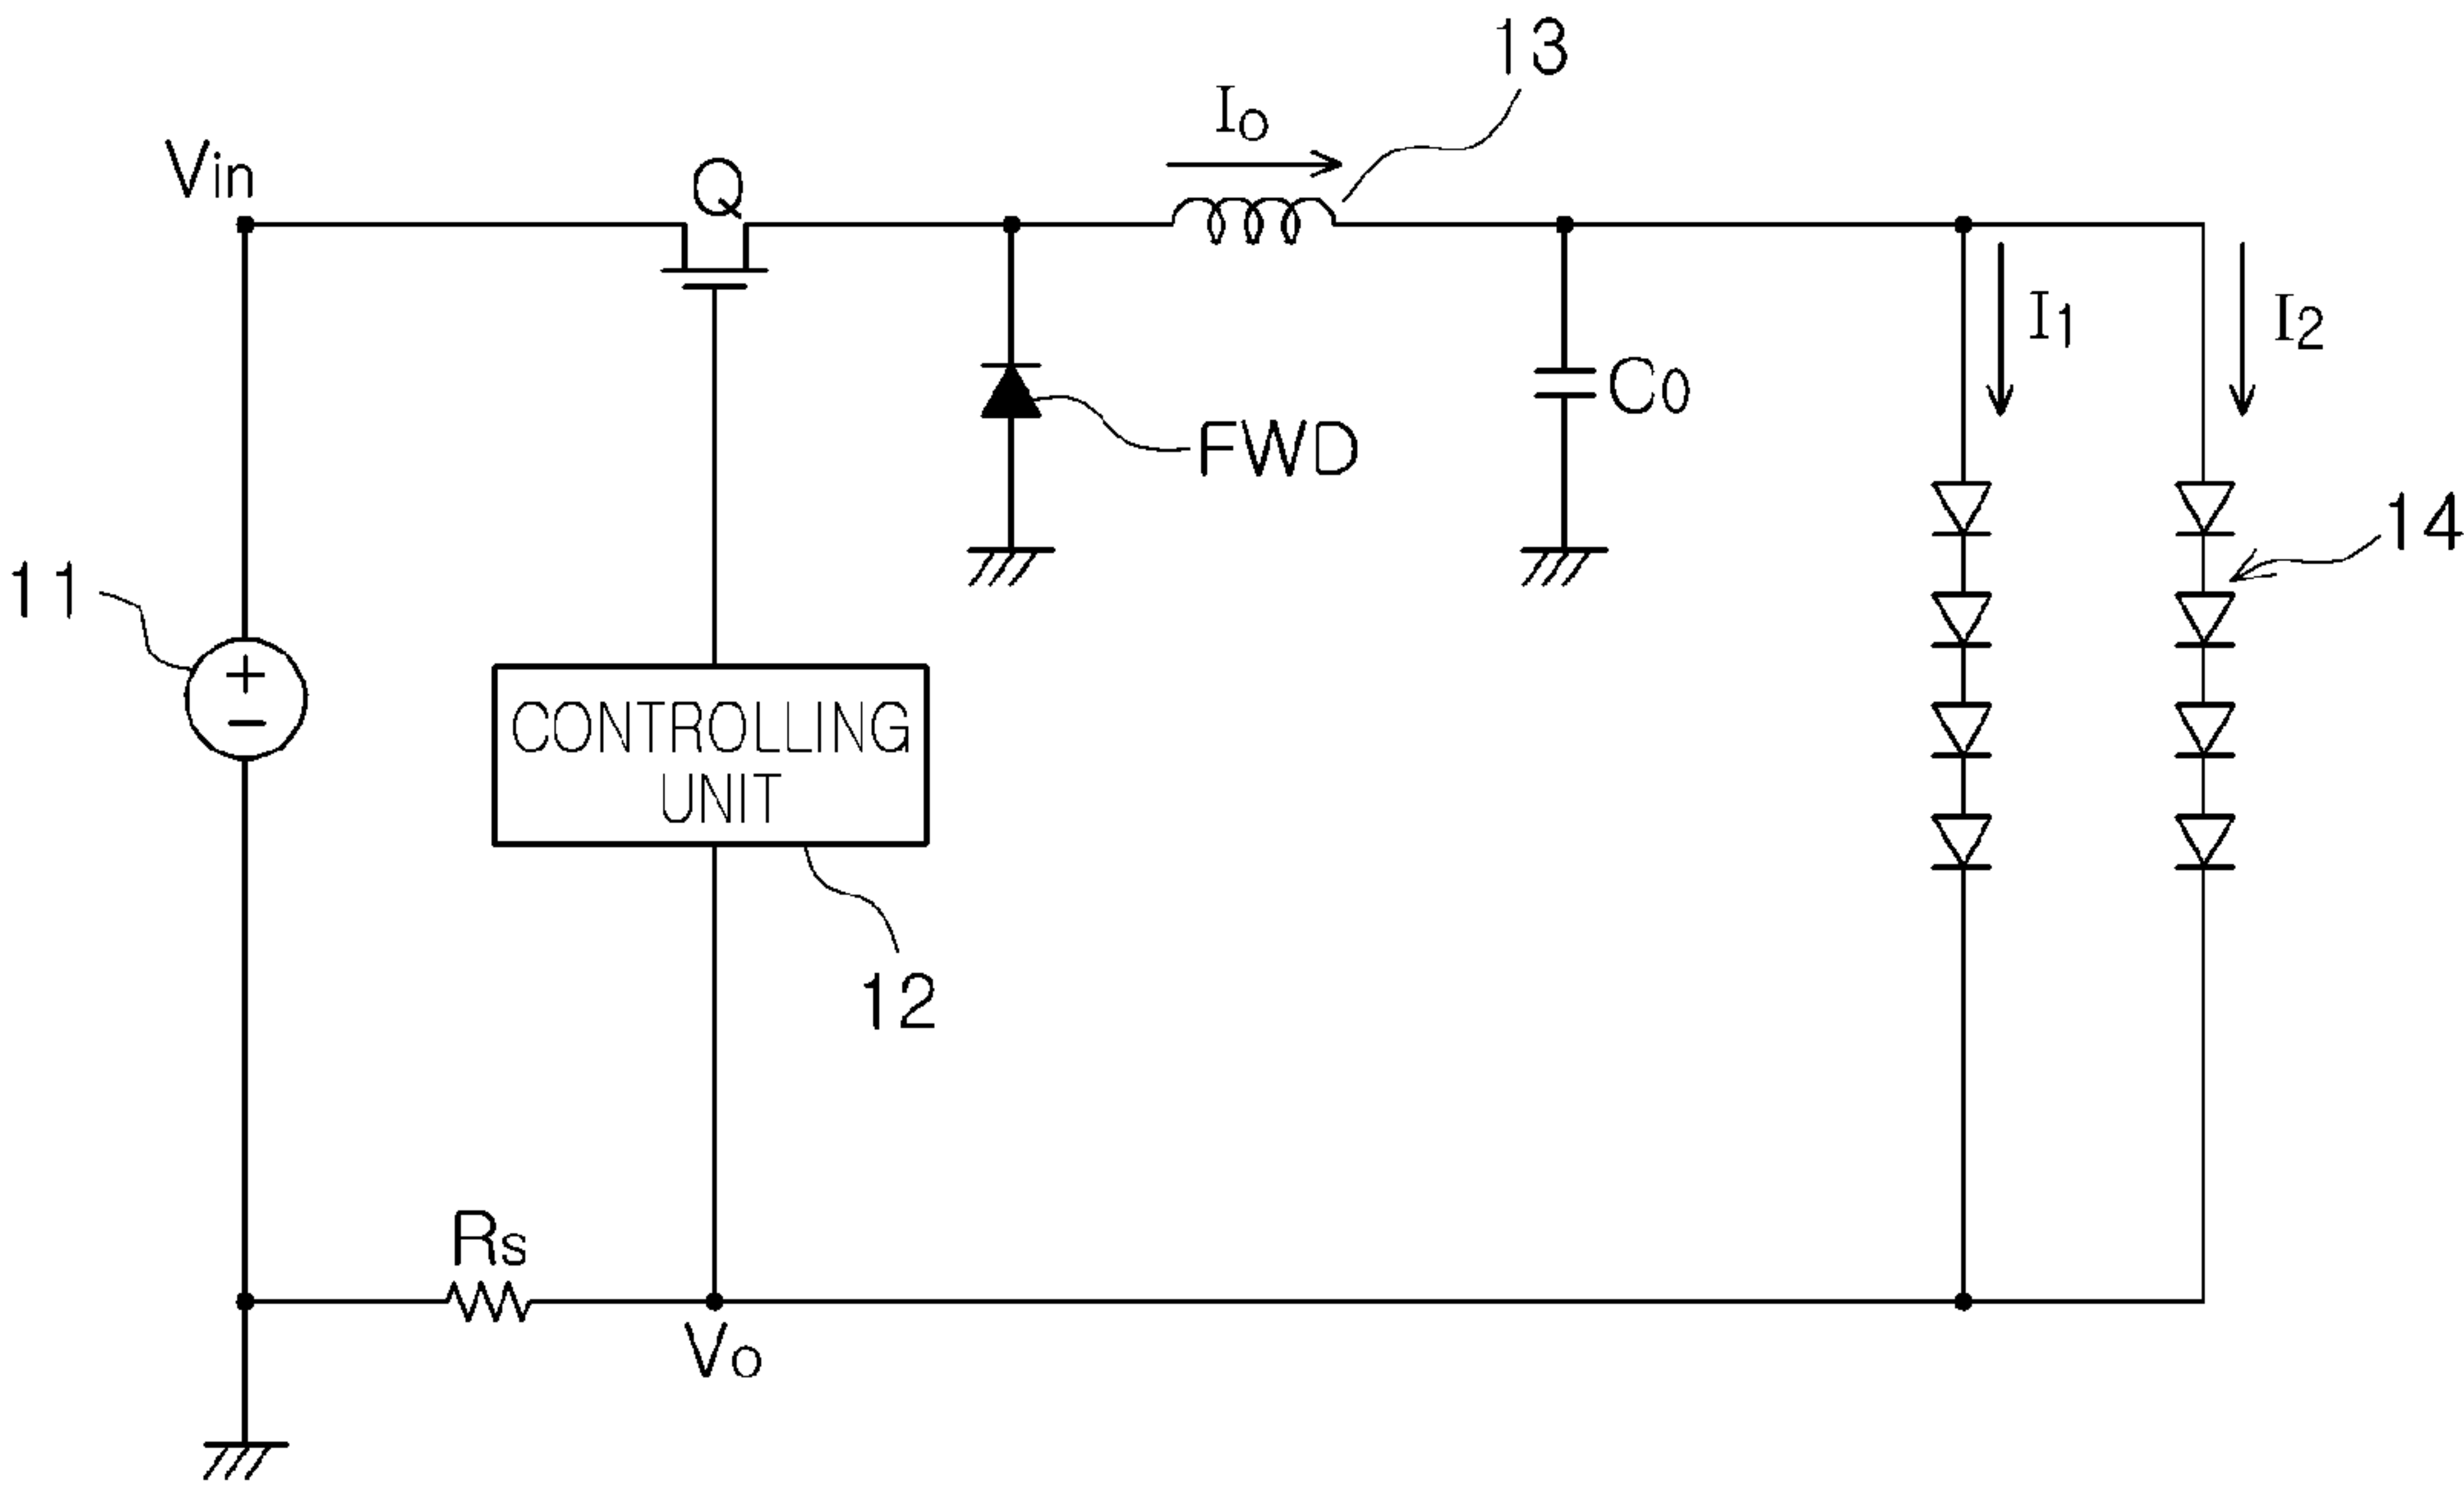 13
Io
Vin
Q
I1
I2
Co
FWD
14
11
+
−
CONTROLLING
UNIT
12
Rs
Vo